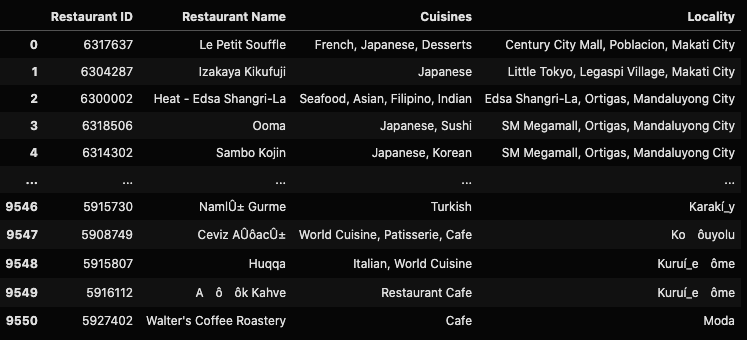 Restaurant ID Restaurant Name Cuisines Locality
0 6317637 Le Petit Souffle French, Japanese, Desserts Century City Mall, Poblacion, Makati City
1 6304287 Izakaya Kikufuji Japanese Little Tokyo, Legaspi Village, Makati City
2 6300002 Heat - Edsa Shangri-La Seafood, Asian, Filipino, Indian Edsa Shangri-La, Ortigas, Mandaluyong City
3 6318506 Ooma Japanese, Sushi SM Megamall, Ortigas, Mandaluyong City
4 6314302 Sambo Kojin Japanese, Korean SM Megamall, Ortigas, Mandaluyong City
... ... ... ... ...
9546 5915730 NamlÛ± Gurme Turkish Karakí_y
9547 5908749 Ceviz AÛôacÛ± World Cuisine, Patisserie, Cafe Ko ôuyolu
9548 5915807 Huqqa Italian, World Cuisine Kuruí_e ôme
9549 5916112 A ô ôk Kahve Restaurant Cafe Kuruí_e ôme
9550 5927402 Walter's Coffee Roastery Cafe Moda